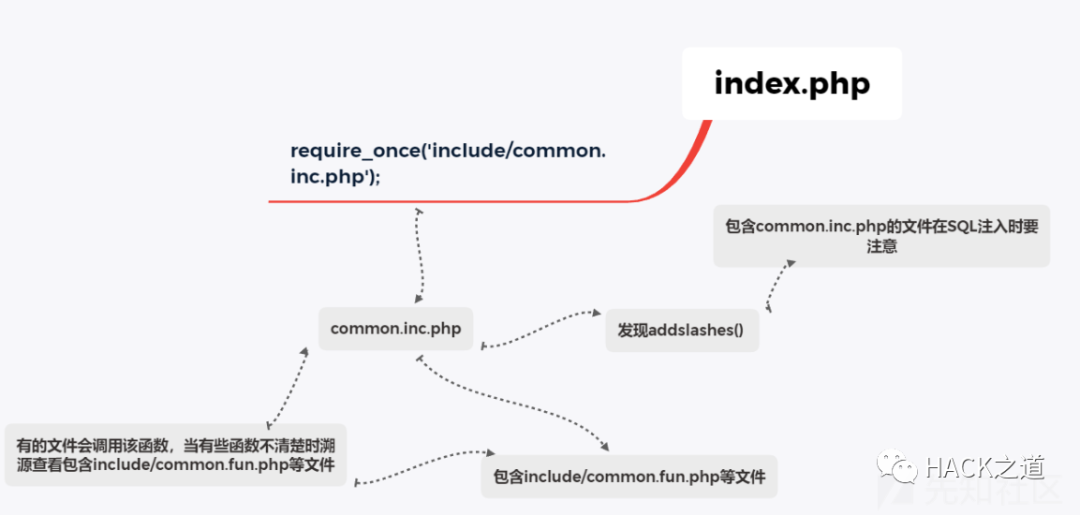 index.php
require_once('include/common.
inc.php');
包含common.inc.php的文件在SQL注入时要
注意
common.inc.php
发现addslashes()
有的文件会调用该函数，当有些函数不清楚时溯
源查看包含include/common.fun.php等文件
包含include/common.fun.php等文件
HACK之道
先知社区